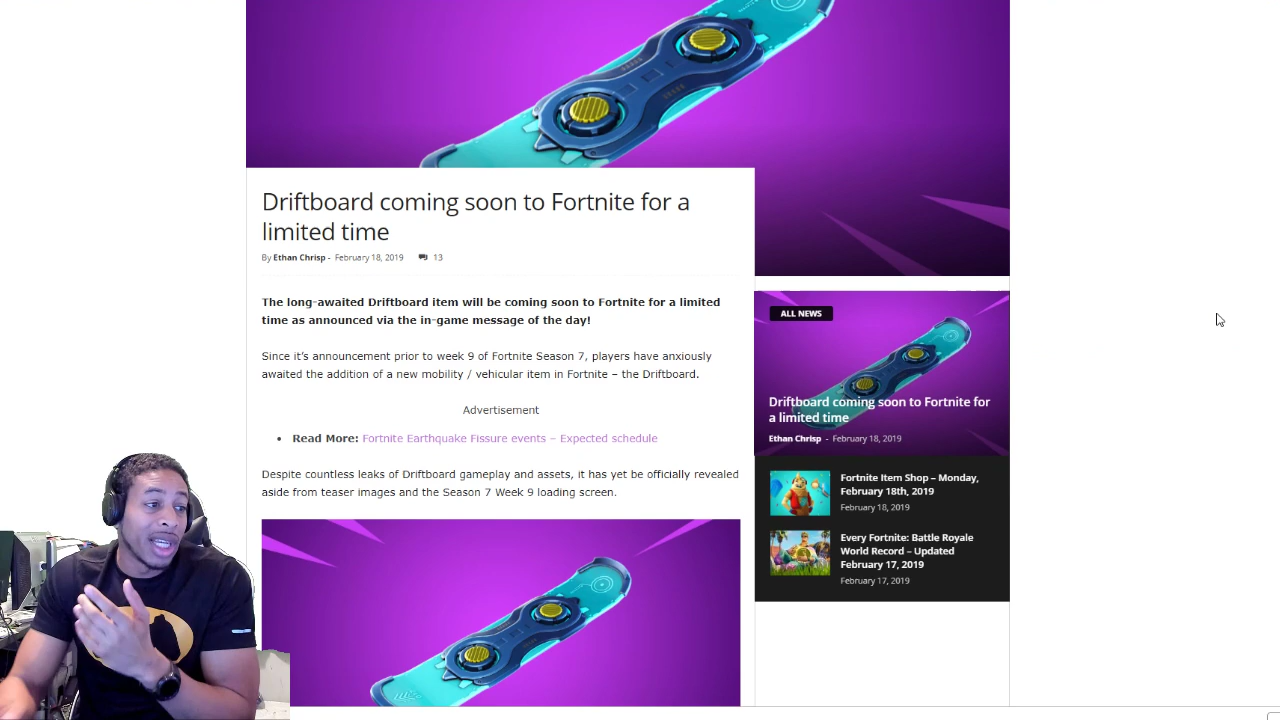 Driftboard coming soon to Fortnite for a
limited time
By Ethan Chrisp - February 18, 2019 13
The long-awaited Driftboard item will be coming soon to Fortnite for a limited
time as announced via the in-game message of the day!
Since it’s announcement prior to week 9 of Fortnite Season 7, players have anxiously
awaited the addition of a new mobility / vehicular item in Fortnite – the Driftboard.
Advertisement
• Read More: Fortnite Earthquake Fissure events – Expected schedule
Despite countless leaks of Driftboard gameplay and assets, it has yet be officially revealed
aside from teaser images and the Season 7 Week 9 loading screen.
ALL NEWS
Driftboard coming soon to Fortnite for
a limited time
Ethan Chrisp - February 18, 2019
Fortnite Item Shop – Monday,
February 18th, 2019
February 18, 2019
Every Fortnite: Battle Royale
World Record – Updated
February 17, 2019
February 17, 2019